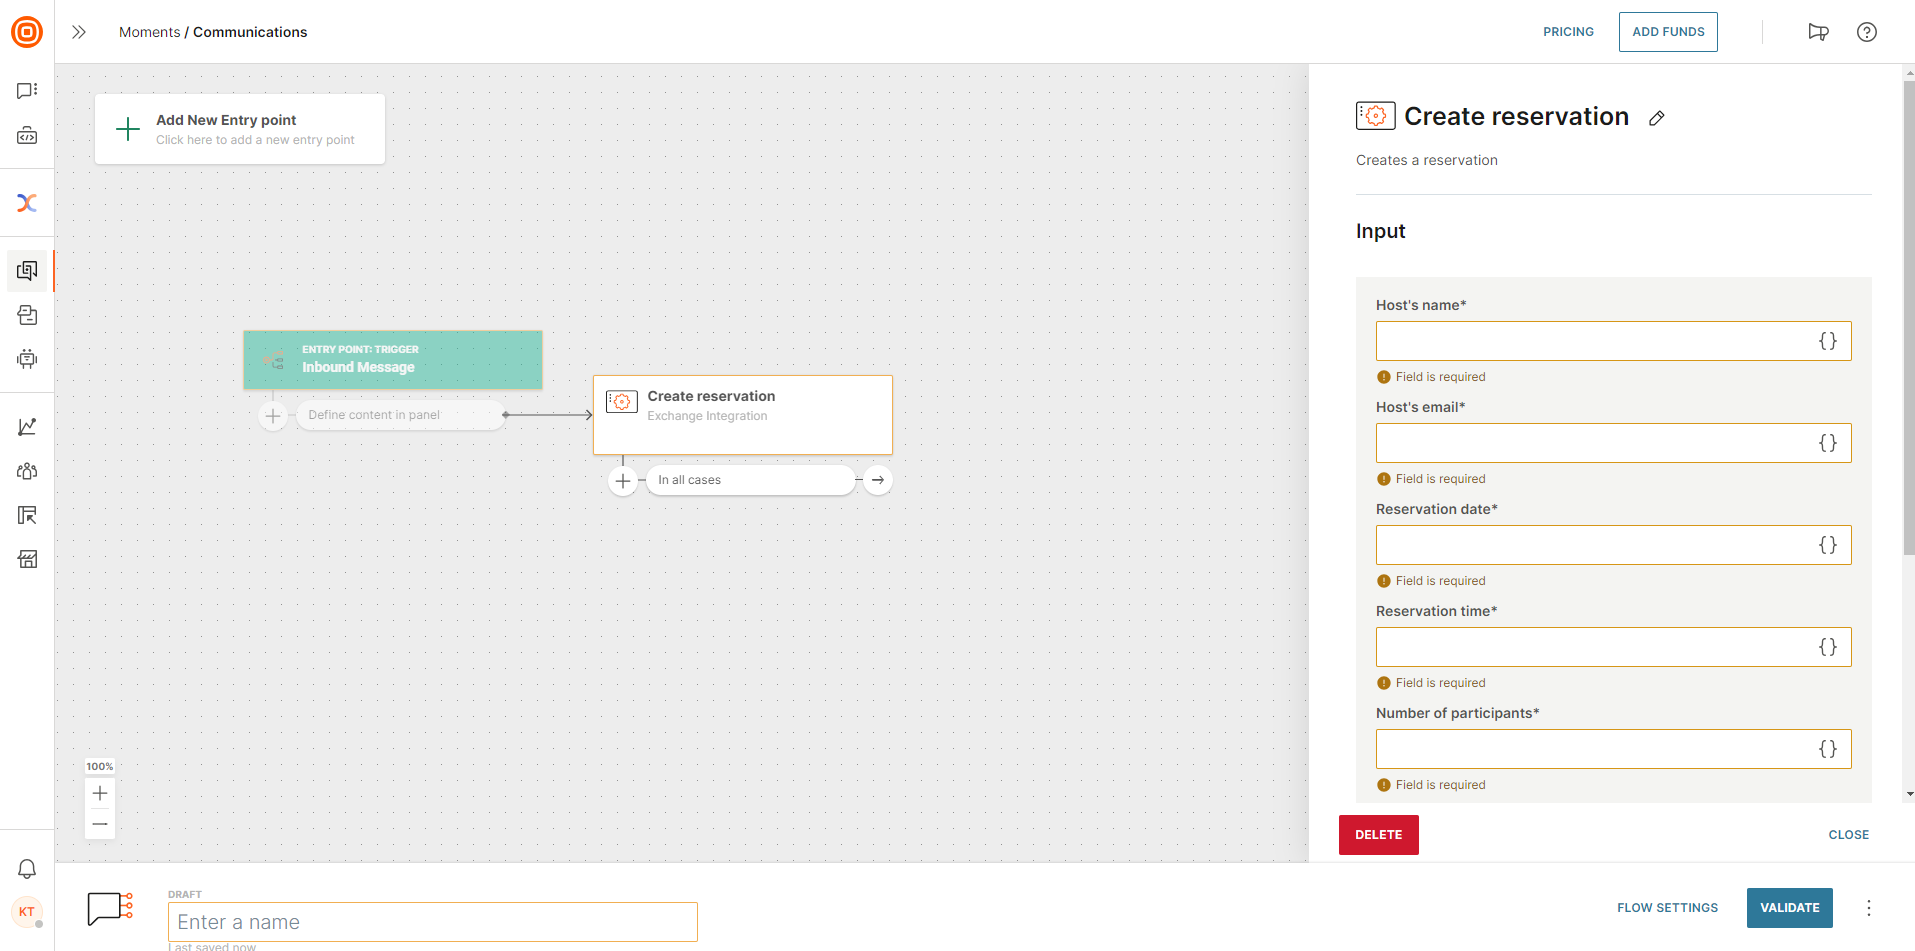 Moments / Communications
PRICING
ADD FUNDS
Add New Entry point
Click here to add a new entry point
ENTRY POINT: TRIGGER
Inbound Message
Define content in panel
Create reservation
Exchange Integration
In all cases
100%
Create reservation
Creates a reservation
Input
Host's name*
{}
Field is required
Host's email*
{}
Field is required
Reservation date*
{}
Field is required
Reservation time*
{}
Field is required
Number of participants*
{}
Field is required
DELETE
CLOSE
KT
DRAFT
Enter a name
Last saved now
FLOW SETTINGS
VALIDATE